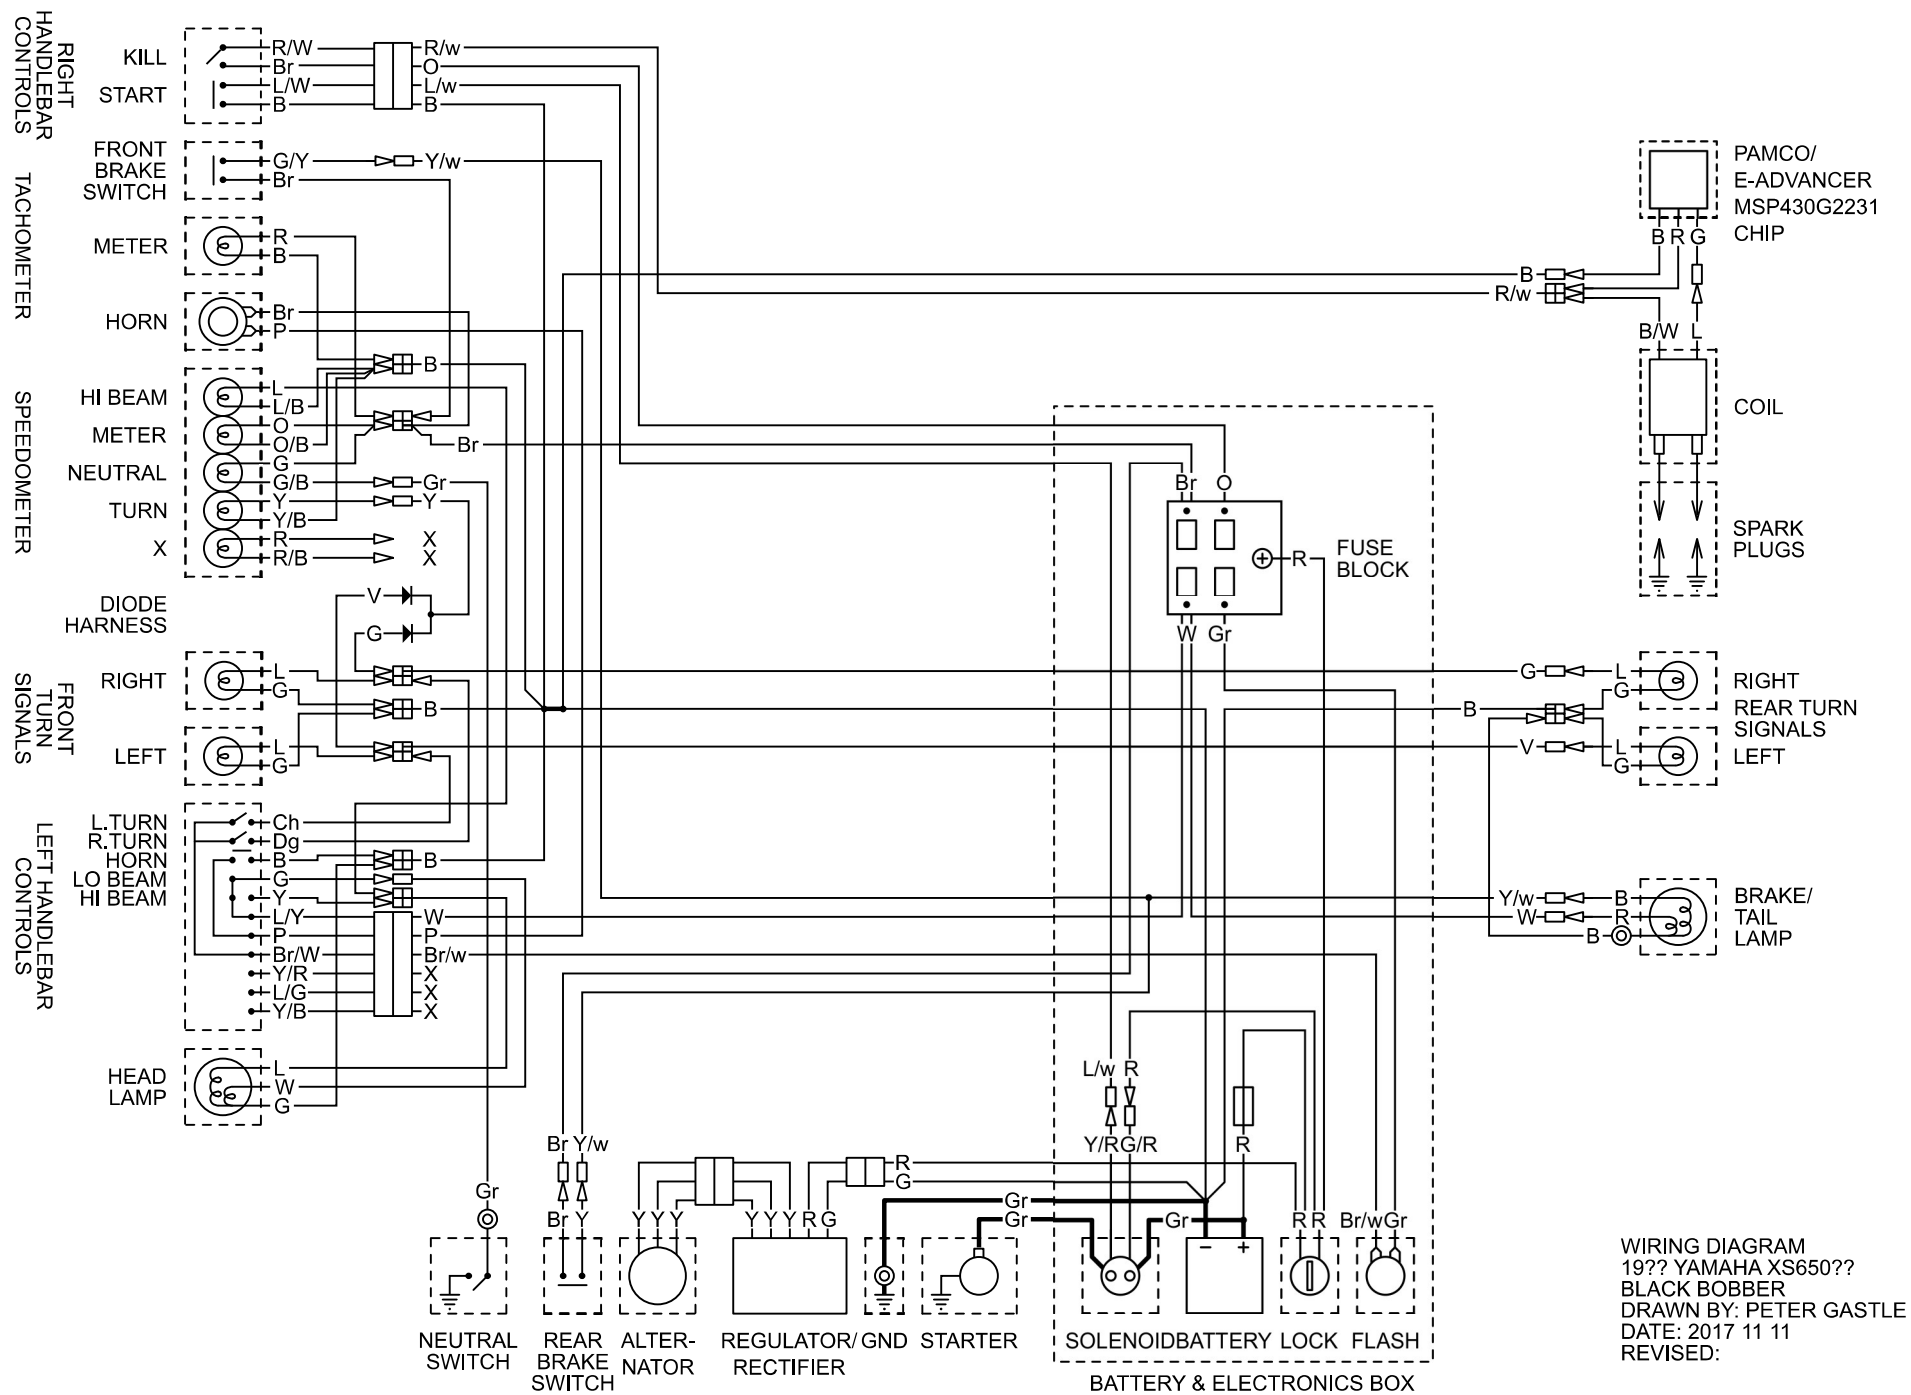 RIGHT
HANDLEBAR
CONTROLS
KILL
START
R/W
Br
L/W
B
R/w
O
L/w
B
FRONT
BRAKE
SWITCH
G/Y
Br
Y/w
TACHOMETER
METER
R
B
HORN
Br
P
B
SPEEDOMETER
HI BEAM
METER
NEUTRAL
TURN
X
L
L/B
O
O/B
G
G/B
Y
Y/B
R
R/B
Br
Gr
Y
X
X
DIODE
HARNESS
V
G
FRONT
TURN
SIGNALS
RIGHT
L
G
B
LEFT
L
G
LEFT HANDLEBAR
CONTROLS
L.TURN
R.TURN
HORN
LO BEAM
HI BEAM
Ch
Dg
B
G
Y
L/Y
P
Br/W
Y/R
L/G
Y/B
B
W
P
Br/w
X
X
X
HEAD
LAMP
L
W
G
PAMCO/
E-ADVANCER
MSP430G2231
CHIP
B R G
B
R/w
B/W L
COIL
SPARK
PLUGS
Br O
R
FUSE
BLOCK
W Gr
G
L
G
RIGHT
REAR TURN
SIGNALS
LEFT
B
V
L
G
Y/w
W
B
B
R
BRAKE/
TAIL
LAMP
L/w R
Y/R G/R
R
Br Y/w
Gr
Br Y
Y Y Y
Y Y Y R G
R
G
Gr
Gr
Gr
- +
R R
Br/w Gr
NEUTRAL
SWITCH
REAR
BRAKE
SWITCH
ALTER-
NATOR
REGULATOR/
RECTIFIER
GND
STARTER
SOLENOID
BATTERY
LOCK
FLASH
BATTERY & ELECTRONICS BOX
WIRING DIAGRAM
19?? YAMAHA XS650??
BLACK BOBBER
DRAWN BY: PETER GASTLE
DATE: 2017 11 11
REVISED: